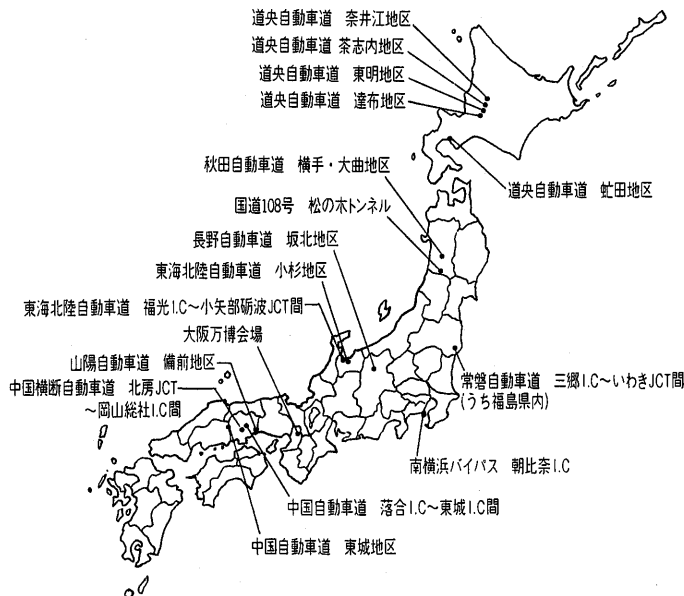 道央自動車道　奈井江地区
道央自動車道 茶志内地区
道央自動車道　東明地区
道央自動車道　達布地区
秋田自動車道　横手・大曲地区
道央自動車道　虻田地区
国道108号　松の木トンネル
長野自動車道　坂北地区
東海北陸自動車道　小杉地区
東海北陸自動車道　福光I.C～小矢部砺波JCT間
大阪万博会場
山陽自動車道　備前地区
中国横断自動車道　北房JCT
～岡山総社I.C間
常磐自動車道　三郷I.C～いわきJCT間
(うち福島県内)
南横浜バイパス　朝比奈I.C
中国自動車道　落合I.C～東城I.C間
中国自動車道　東城地区